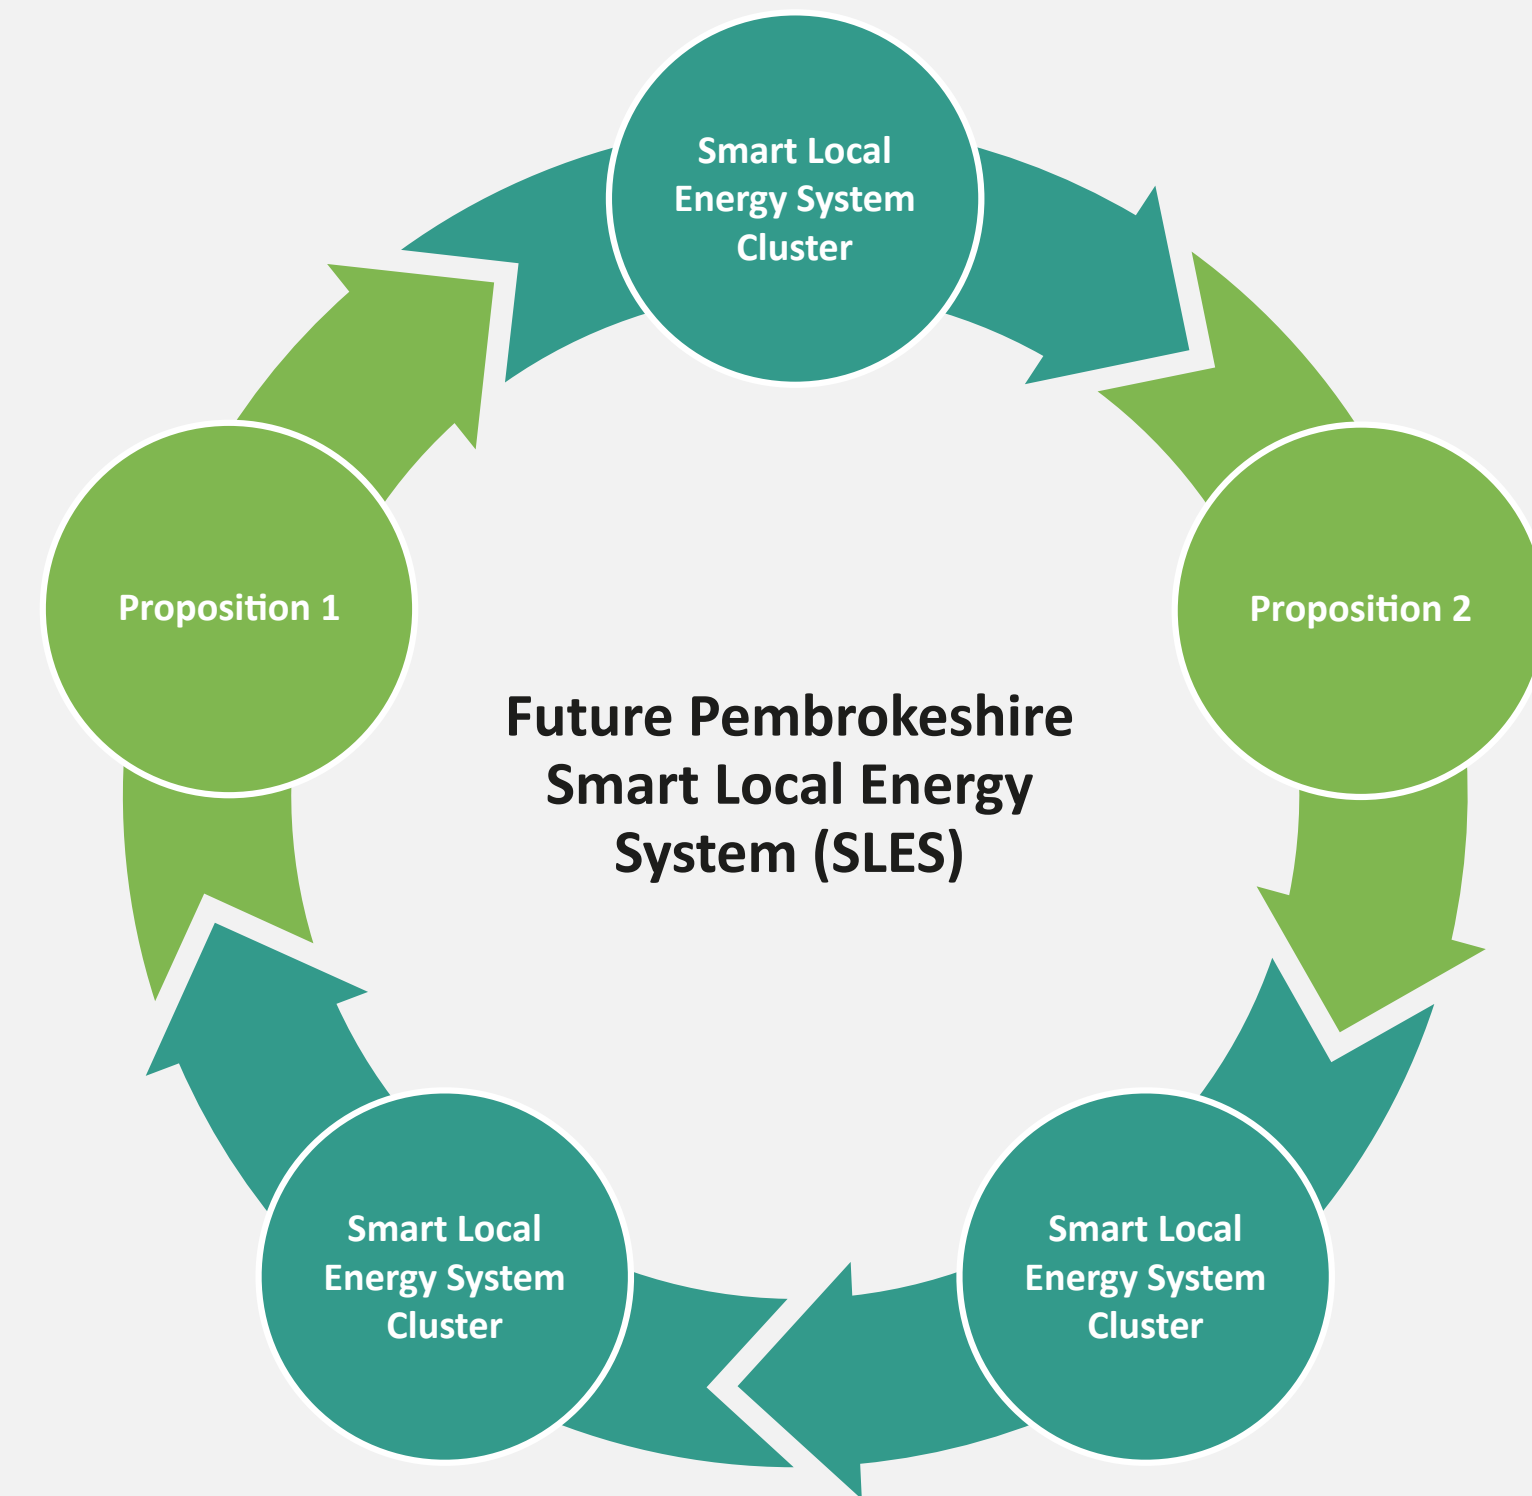 Smart Local
Energy System
Cluster
Proposition 1
Proposition 2
Future Pembrokeshire
Smart Local Energy
System (SLES)
Smart Local
Energy System
Cluster
Smart Local
Energy System
Cluster